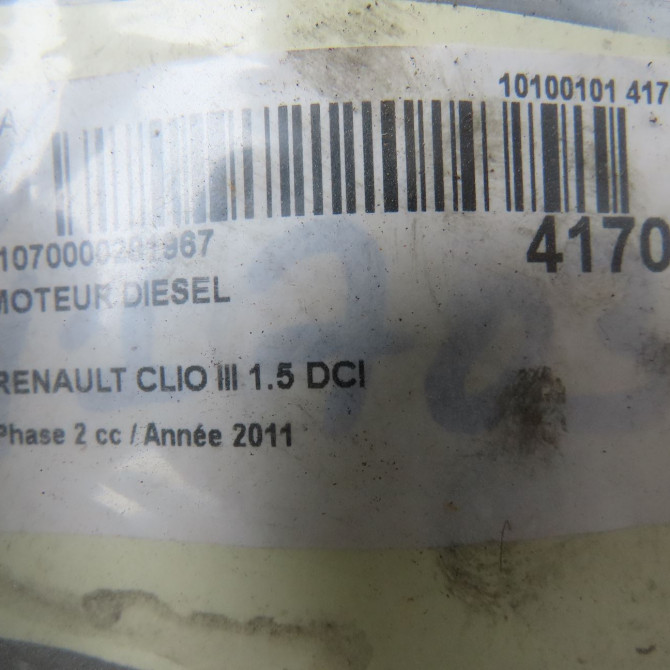 10100101 417
A
4170
MOTEUR DIESEL
RENAULT CLIO III 1.5 DCI
Phase 2 cc / Année 2011